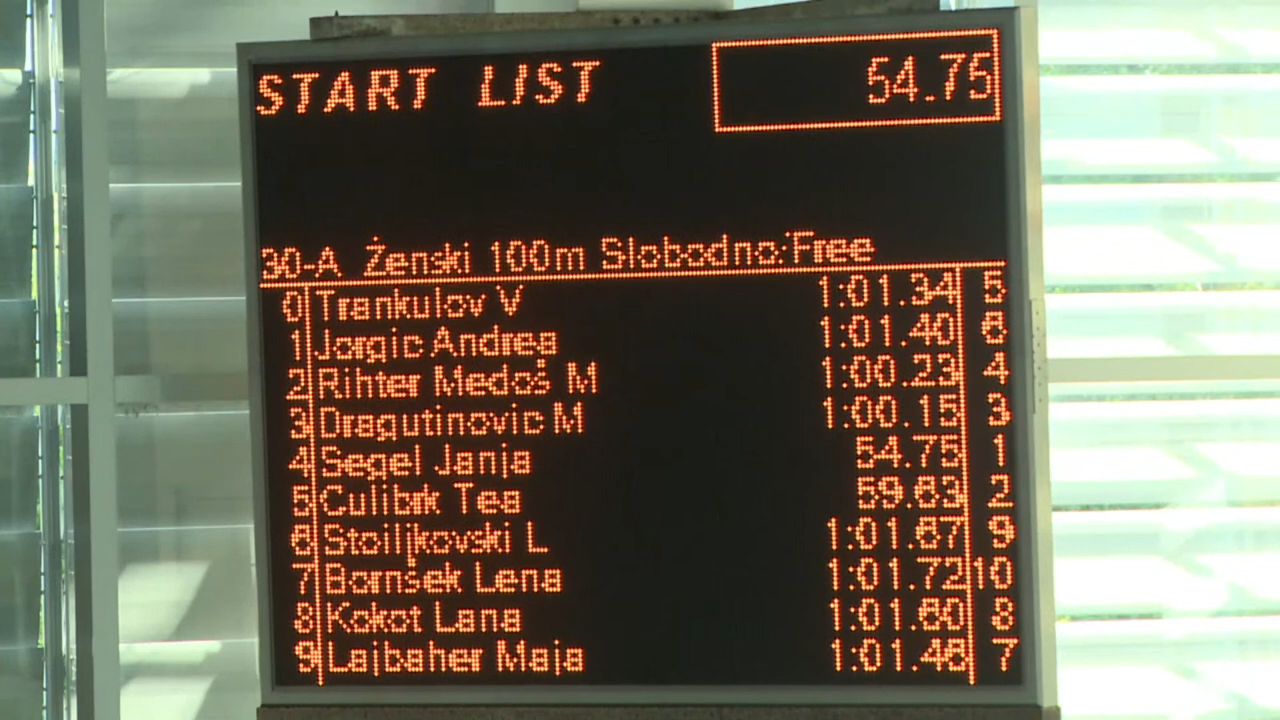 START LIST 54.75
30-A Ženski 100m Slobodno:Free
0 Trankulov V 1:01.34 5
1 Jorgic Andrea 1:01.40 6
2 Rihter Medoš M 1:00.23 4
3 Dragutinovic M 1:00.15 3
4 Segel Janja 54.75 1
5 Culibrk Tea 59.63 2
6 Stoiljkovski L 1:01.67 9
7 Bornšek Lena 1:01.72 10
8 Kokot Lana 1:01.60 8
9 Lajbaher Maja 1:01.48 7